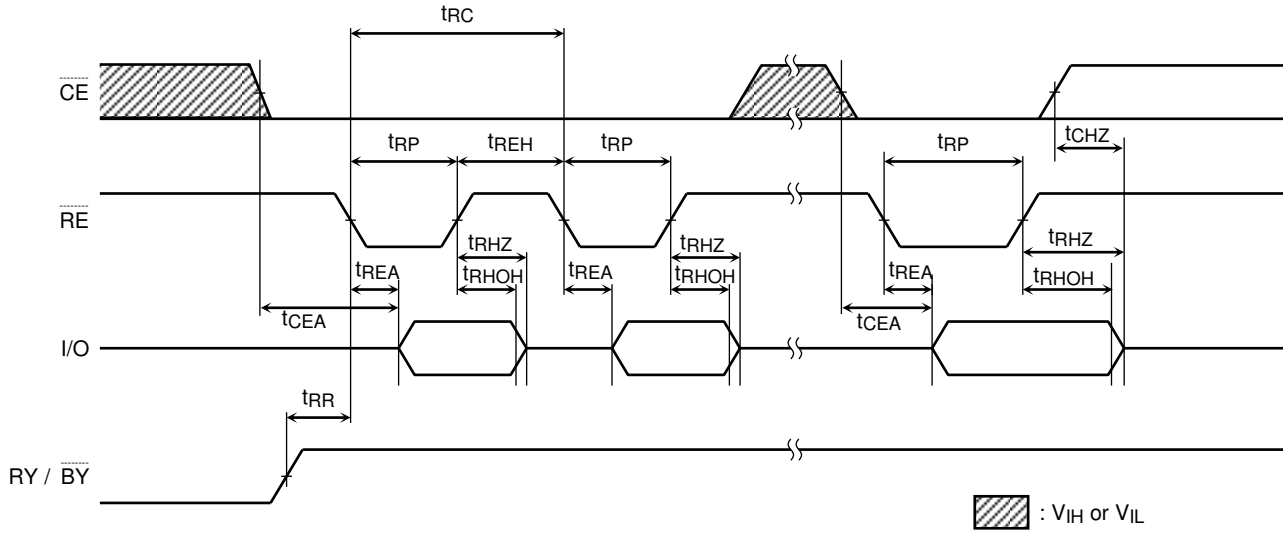 tRC
CE
tRP tREH tRP tRP tCHZ
RE
tRHZ tRHZ tRHZ
tREA tRHOH tREA tRHOH tREA tRHOH
tCEA tCEA
I/O
tRR
RY / BY
: VIH or VIL